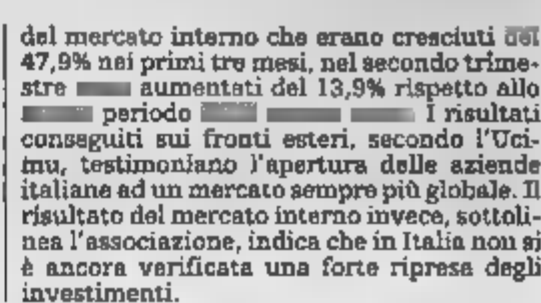 del mercato interno che erano cresciuti del
47,9% nei primi tre mesi, nel secondo trime-
stre aumentati del 13,9% rispetto allo
periodo I risultati
conseguiti sui fronti esteri, secondo l'Uci-
mu, testimoniano l'apertura delle aziende
italiane ad un mercato sempre più globale. Il
risultato del mercato interno invece, sottoli-
nea l'associazione, indica che in Italia non si
è ancora verificata una forte ripresa degli
investimenti.